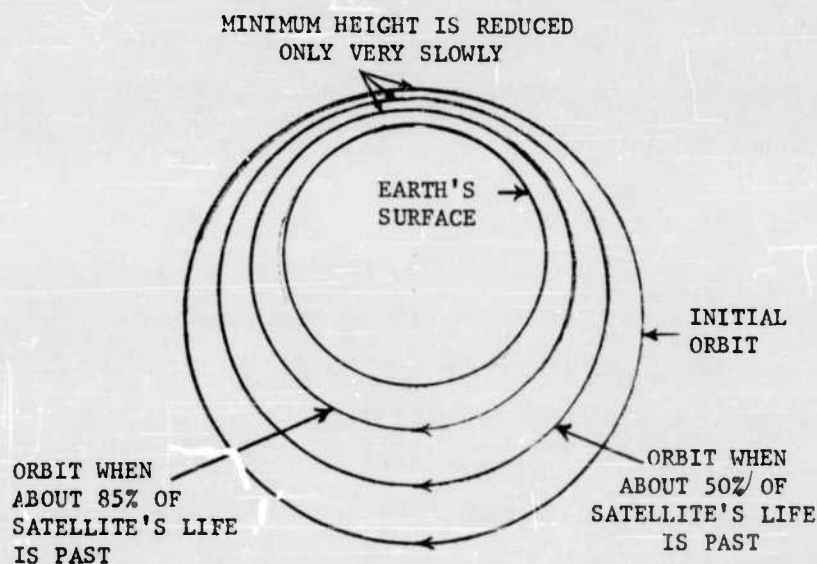 MINIMUM HEIGHT IS REDUCED
ONLY VERY SLOWLY
EARTH'S
SURFACE
INITIAL
ORBIT
ORBIT WHEN
ABOUT 85% OF
SATELLITE'S LIFE
IS PAST
ORBIT WHEN
ABOUT 50% OF
SATELLITE'S LIFE
IS PAST